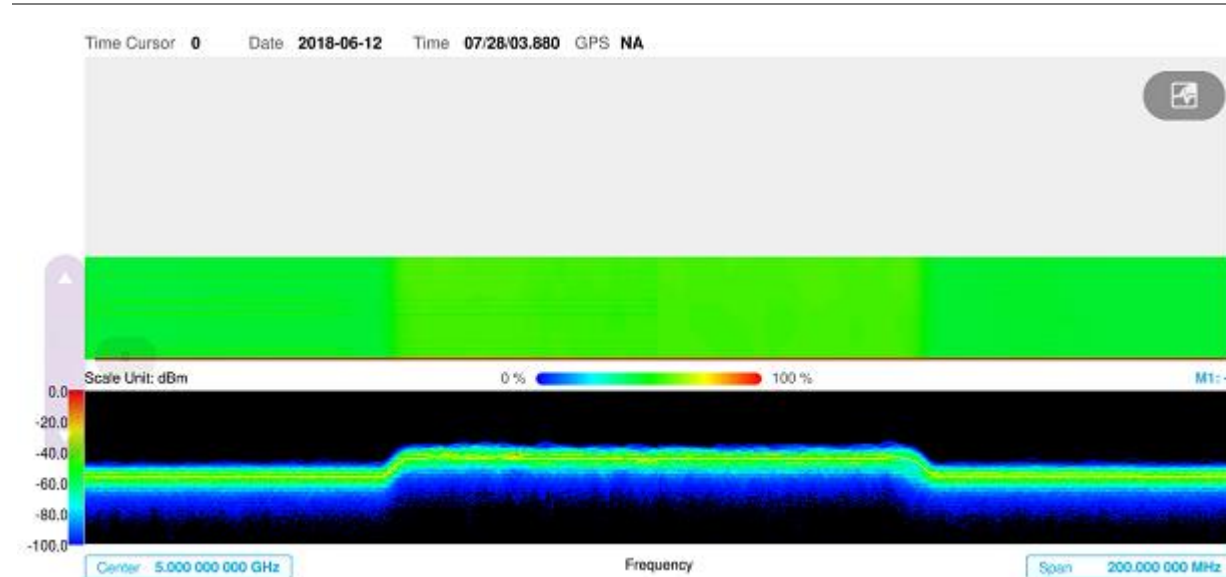 Time Cursor 0 Date 2018-06-12 Time 07/28/03.880 GPS NA
Scale Unit: dBm 0 % 100 % M1: -
0.0
-20.0
-40.0
-60.0
-80.0
-100.0
Center 5.000 000 000 GHz Frequency Span 200.000 000 MHz